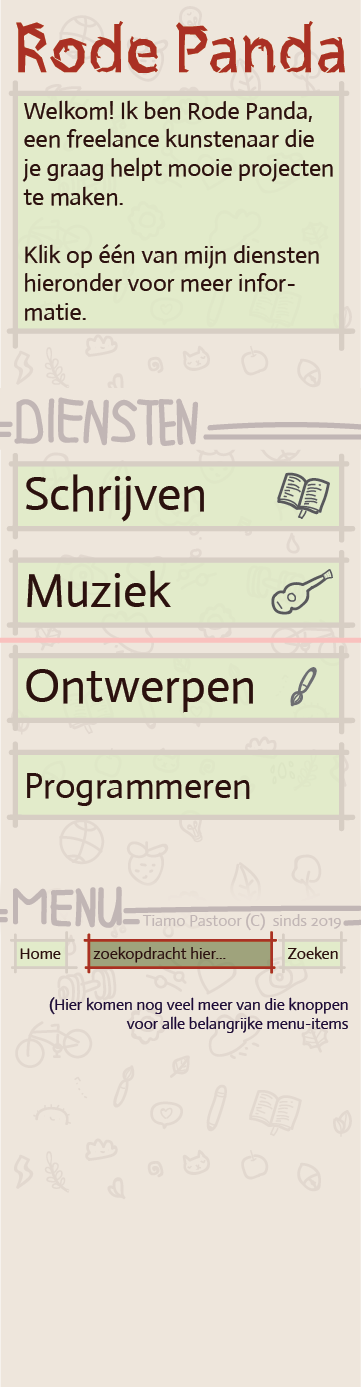 Rode Panda
Welkom! Ik ben Rode Panda,
een freelance kunstenaar die
je graag helpt mooie projecten
te maken.
Klik op één van mijn diensten
hieronder voor meer infor-
matie.
DIENSTEN
Schrijven
Muziek
Ontwerpen
Programmeren
MENU
Tiamo Pastoor (C) sinds 2019
Home zoekopdracht hier... Zoeken
(Hier komen nog veel meer van die knoppen
voor alle belangrijke menu-items